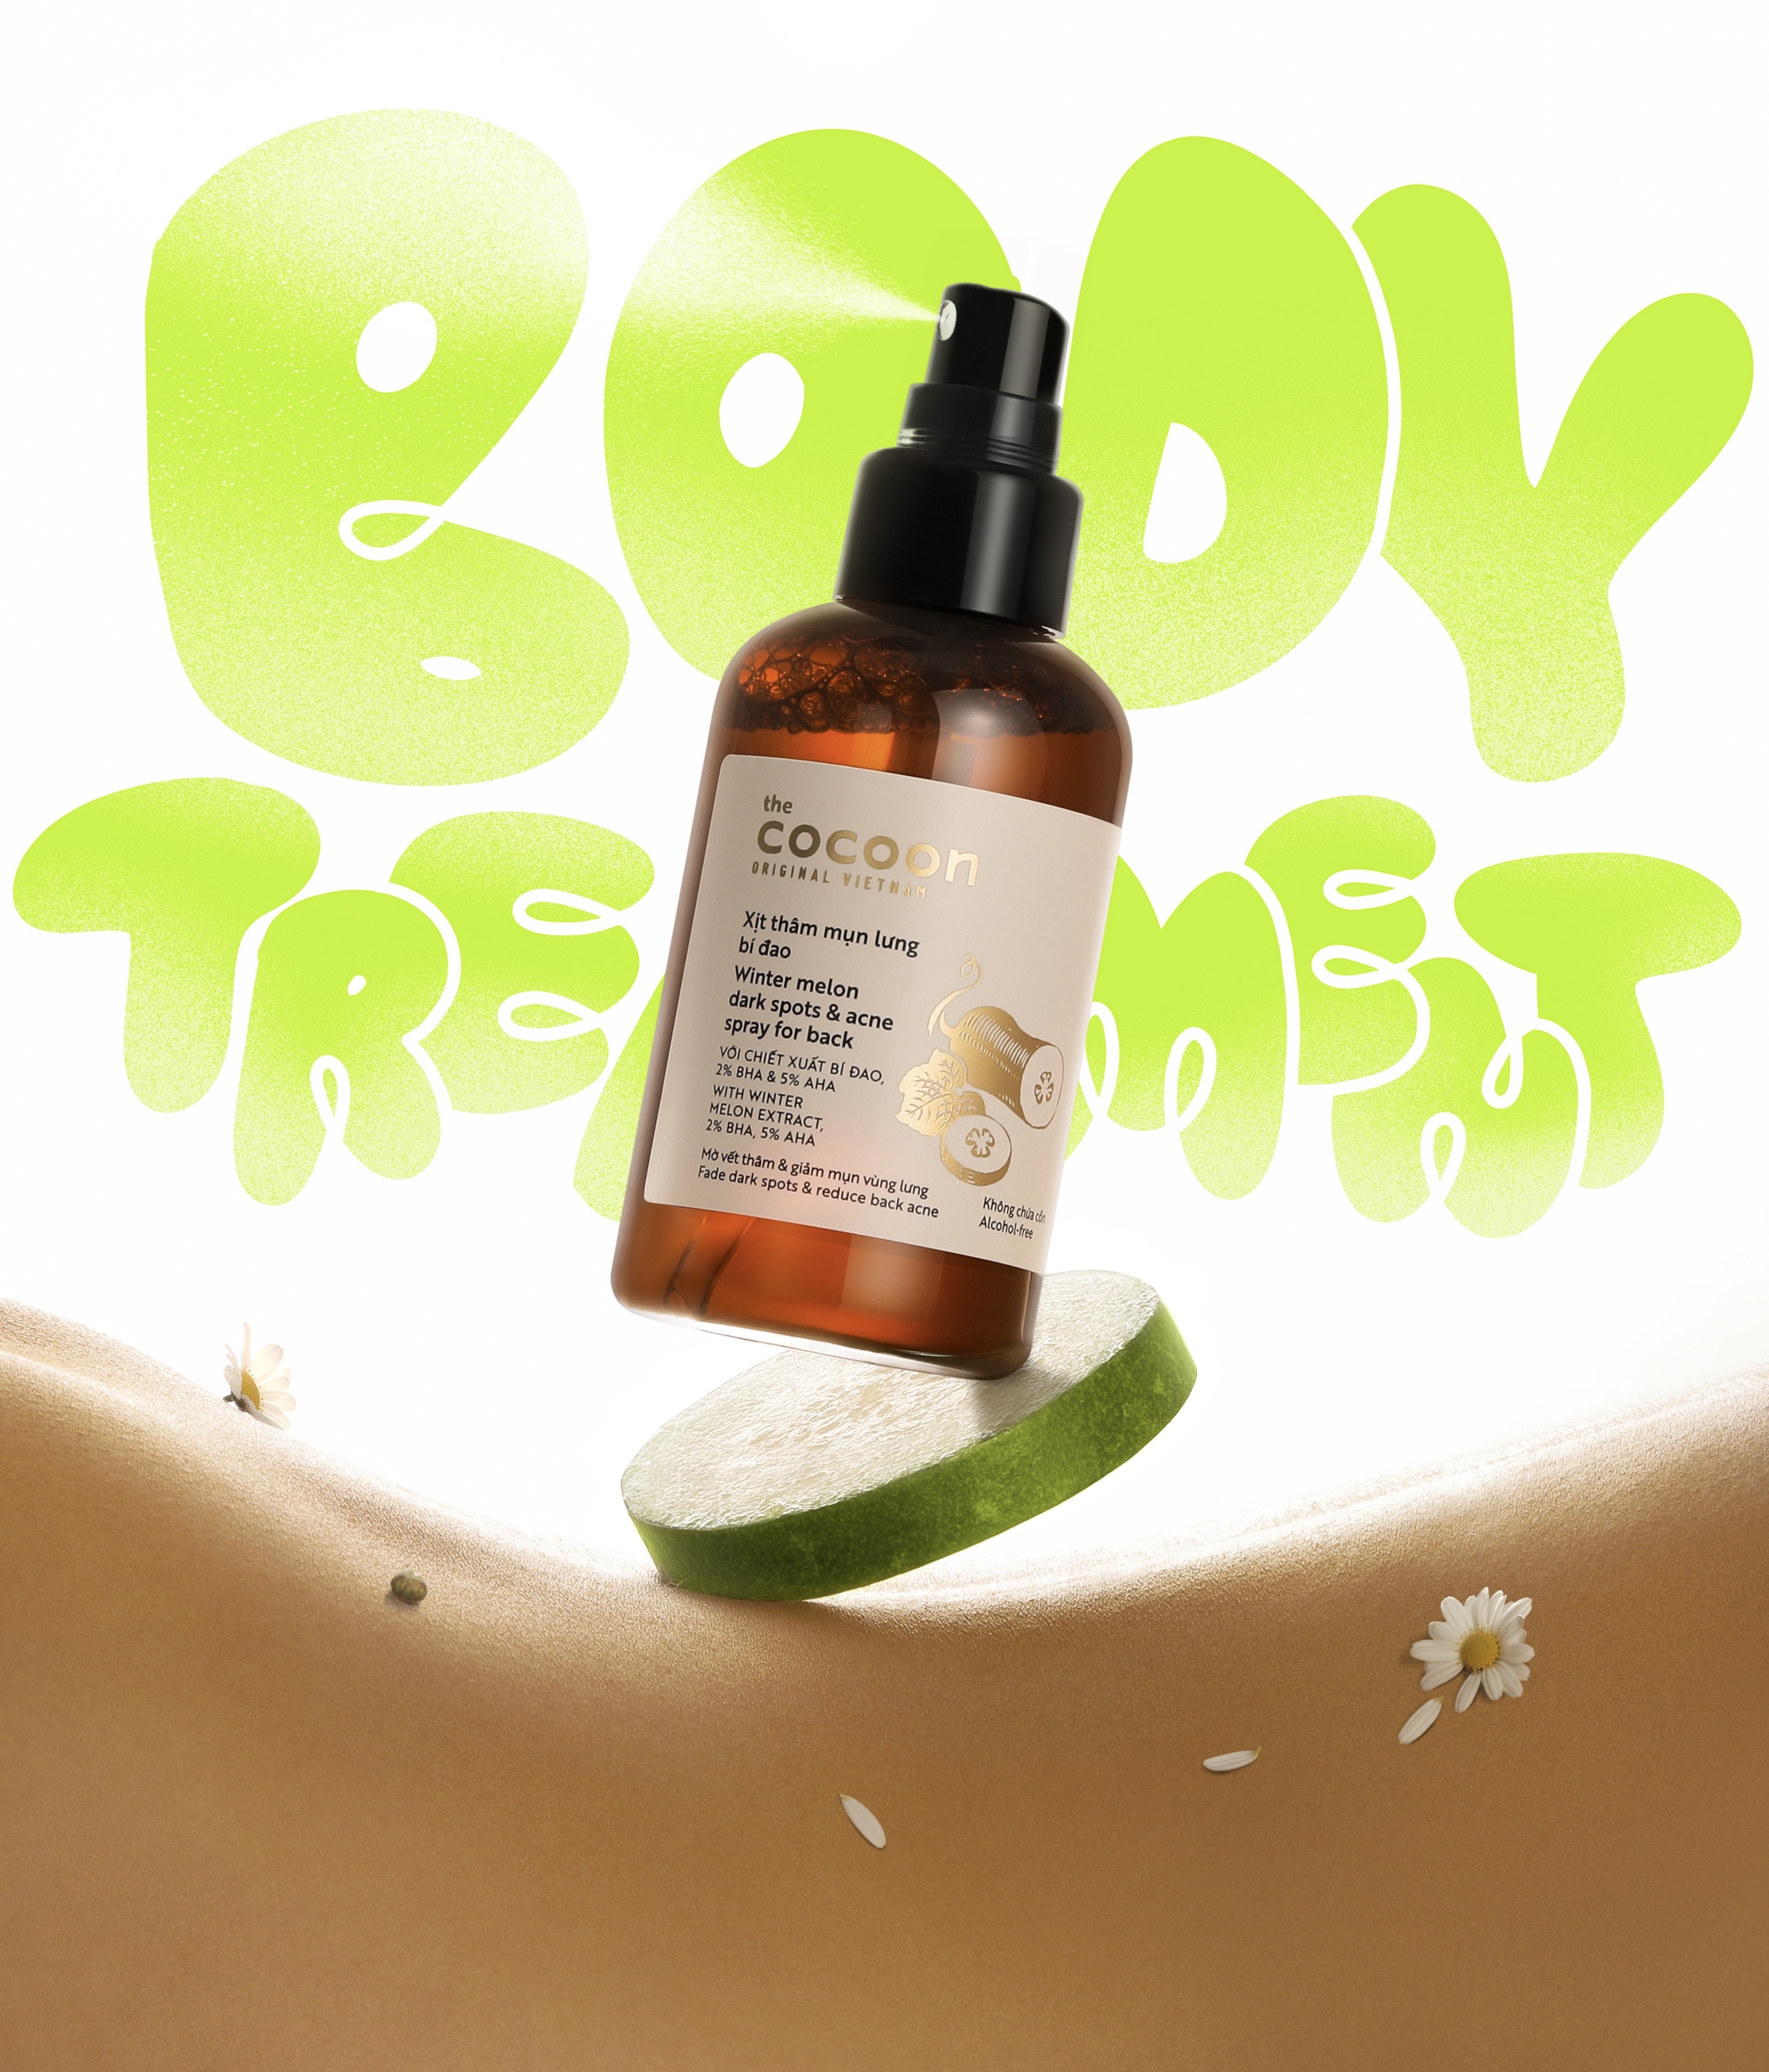 BODY
TREATMENT
the
cocoon
ORIGINAL VIETNAM
Xịt thâm mụn lưng
bí đao
Winter melon
dark spots & acne
spray for back
VỚI CHIẾT XUẤT BÍ ĐAO,
2% BHA & 5% AHA
WITH WINTER
MELON EXTRACT,
2% BHA, 5% AHA
Mờ vết thâm & giảm mụn vùng lưng
Fade dark spots & reduce back acne
Không chứa cồn
Alcohol-free